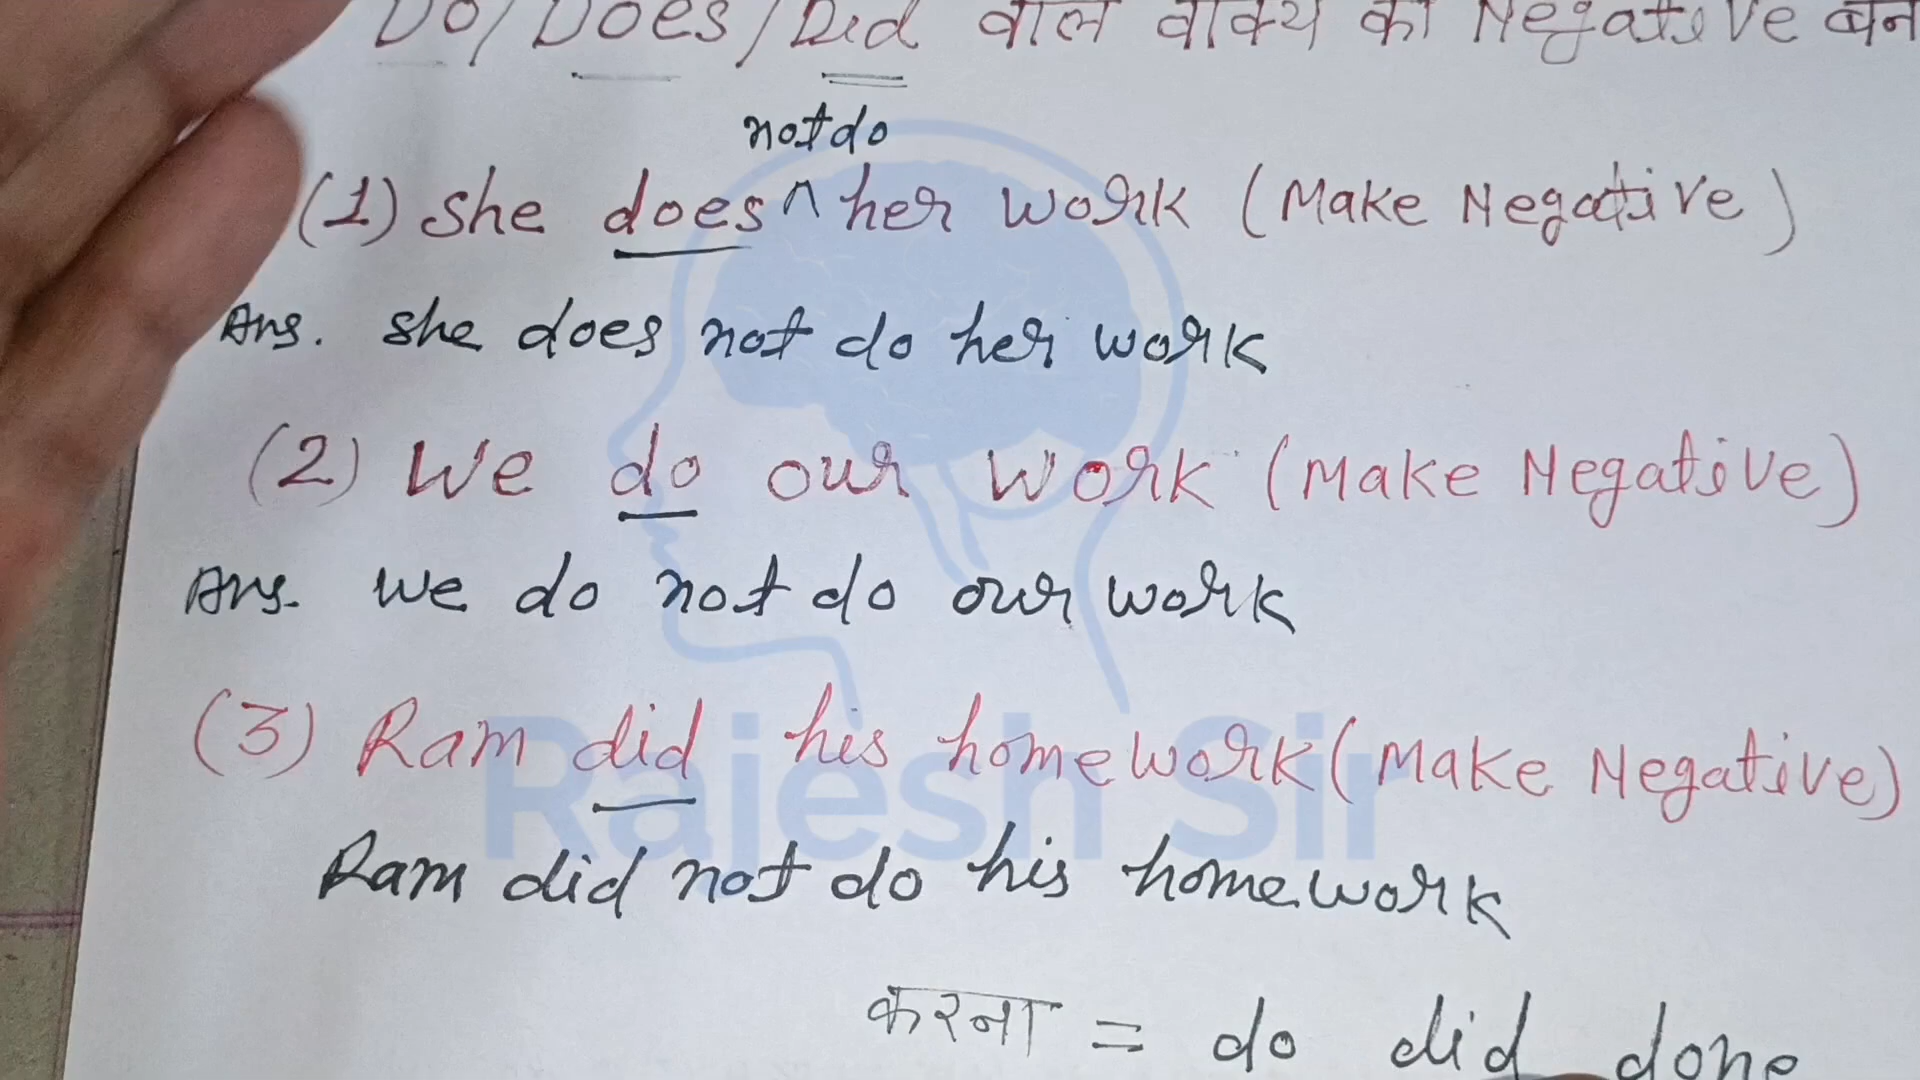 Do/Does/Did वाले वाक्य को Negative बन
not do
(1) She does ^ her work (Make Negative)
Ans. She does not do her work
(2) We do our work (Make Negative)
Ans. We do not do our work
(3) Ram did his homework (Make Negative)
Rajesh Sir
Ram did not do his homework
करना = do did done